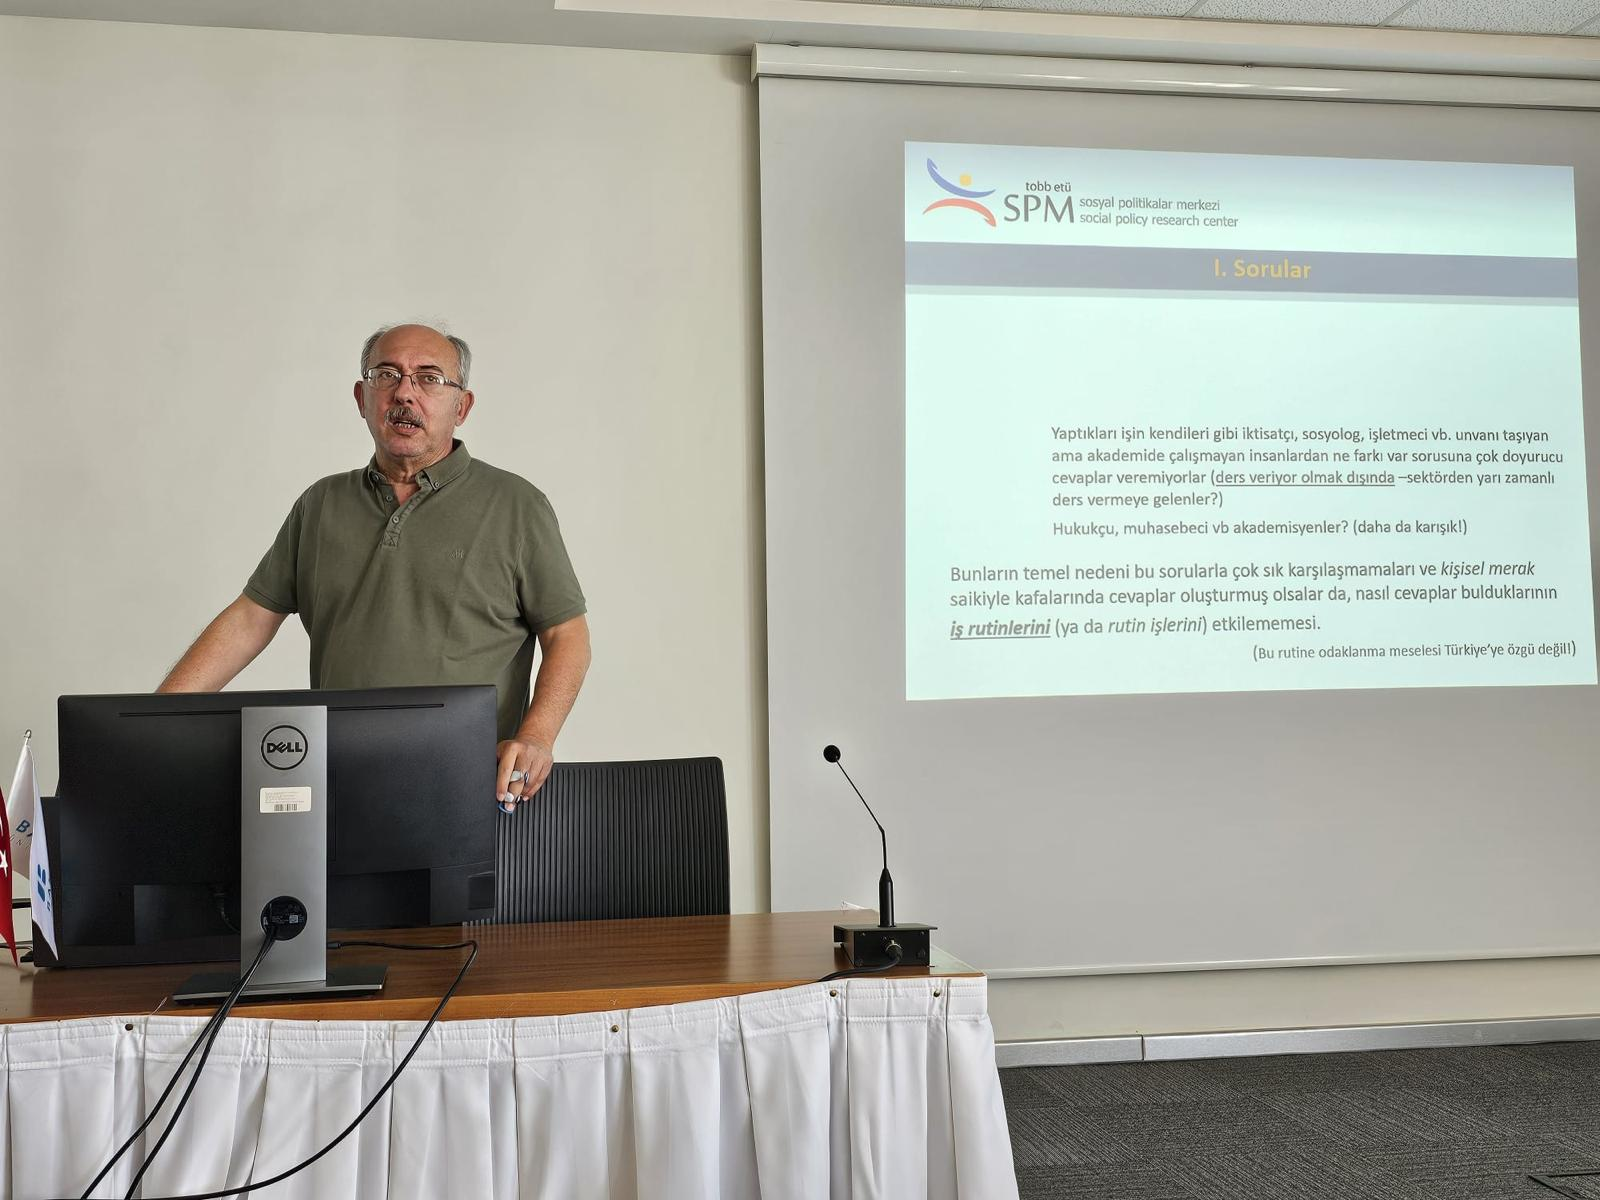 tobb etü
SPM sosyal politikalar merkezi
social policy research center
I. Sorular
Yaptıkları işin kendileri gibi iktisatçı, sosyolog, işletmeci vb. unvanı taşıyan
ama akademide çalışmayan insanlardan ne farkı var sorusuna çok doyurucu
cevaplar veremiyorlar (ders veriyor olmak dışında –sektörden yarı zamanlı
ders vermeye gelenler?)
Hukukçu, muhasebeci vb akademisyenler? (daha da karışık!)
Bunların temel nedeni bu sorularla çok sık karşılaşmamaları ve kişisel merak
saikiyle kafalarında cevaplar oluşturmuş olsalar da, nasıl cevaplar bulduklarının
iş rutinlerini (ya da rutin işlerini) etkilememesi.
(Bu rutine odaklanma meselesi Türkiye'ye özgü değil!)
DELL